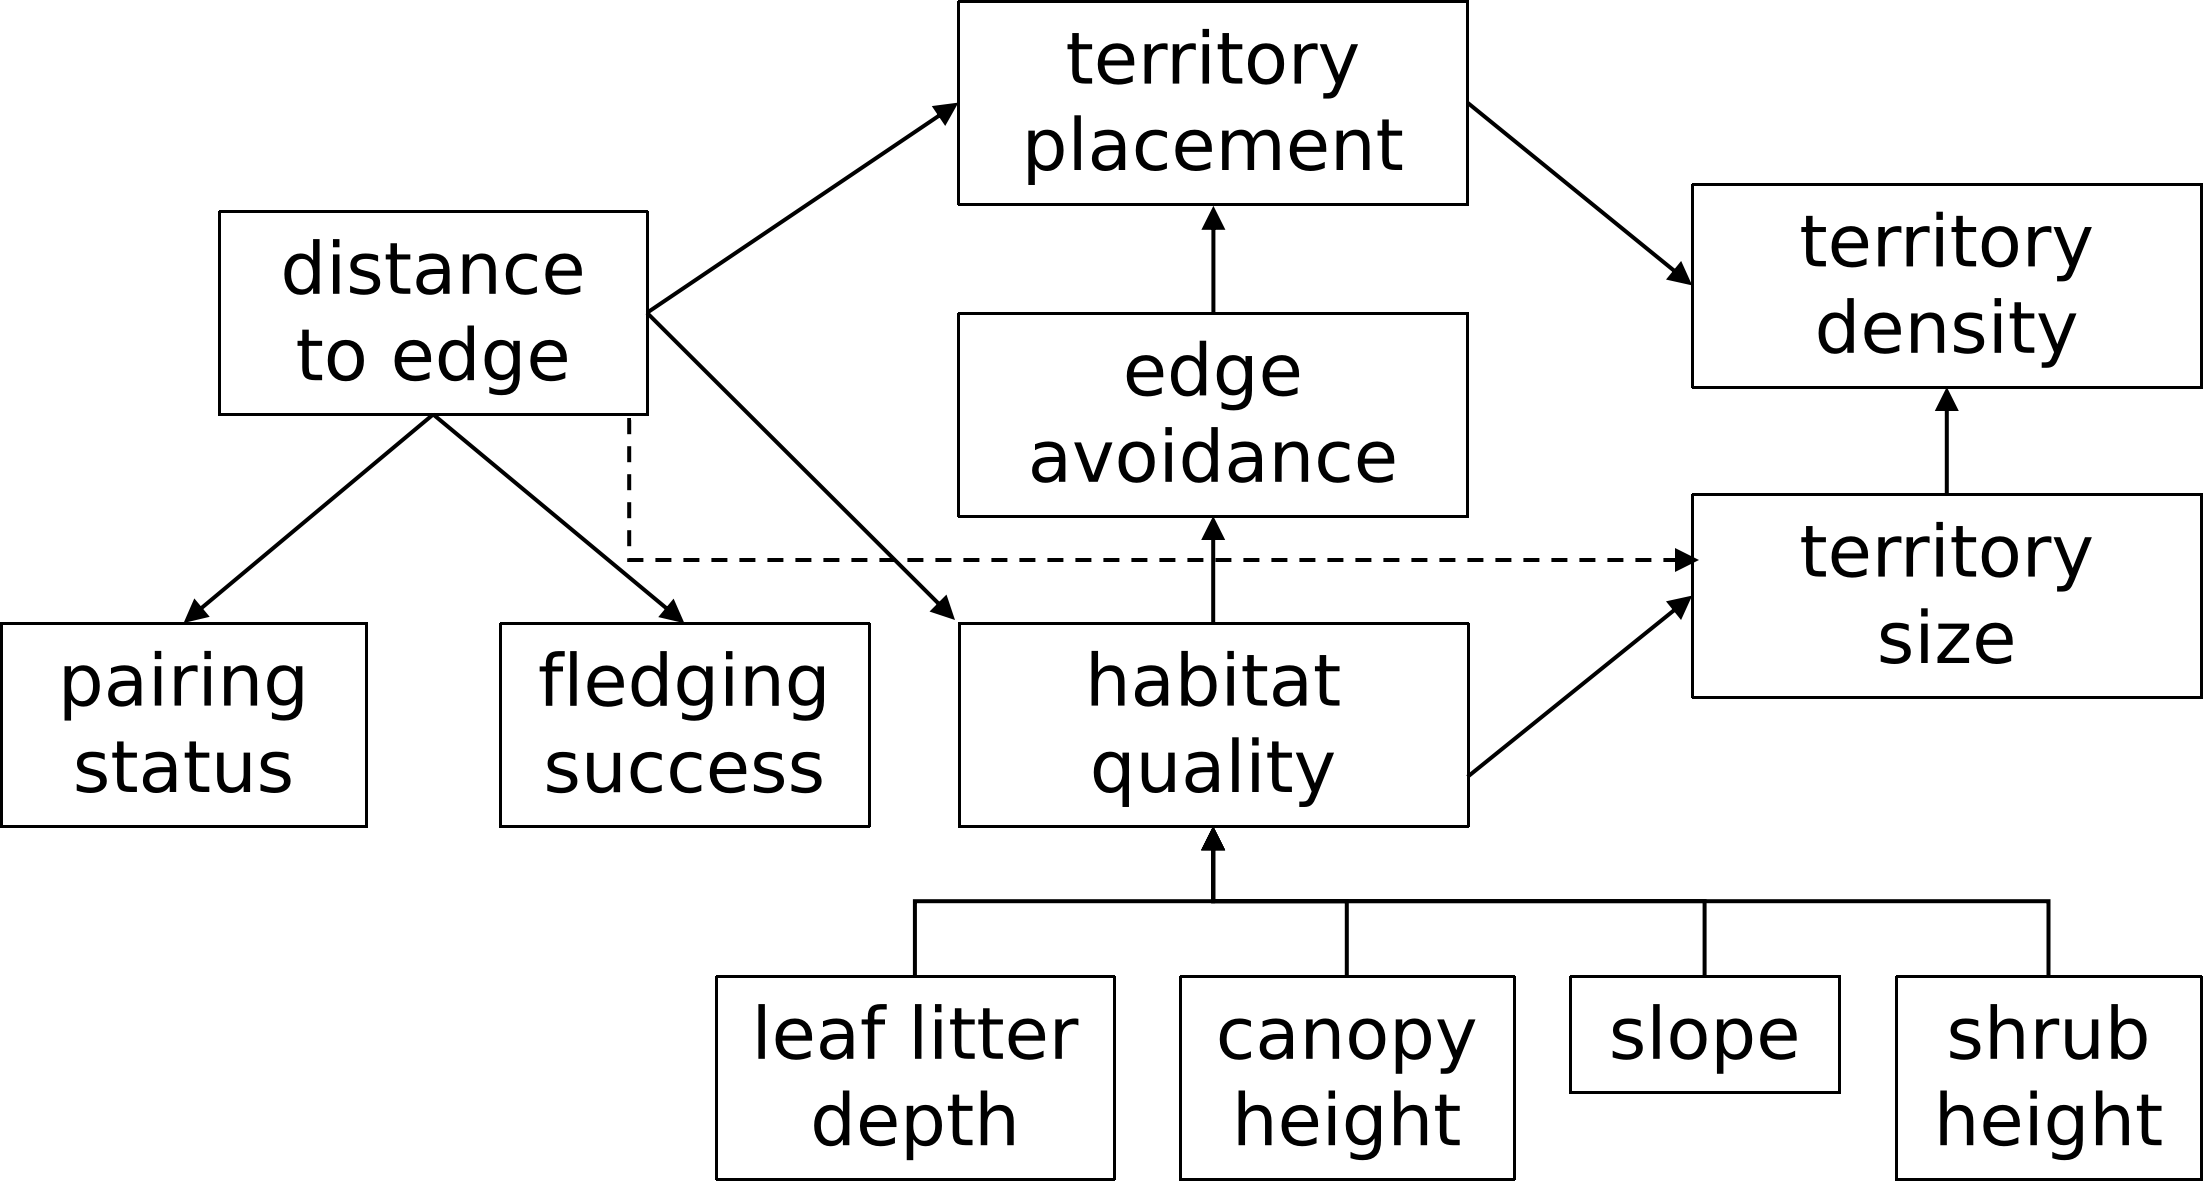 territory
placement
distance
to edge
territory
density
edge
avoidance
territory
size
pairing
status
fledging
success
habitat
quality
leaf litter
depth
canopy
height
slope
shrub
height